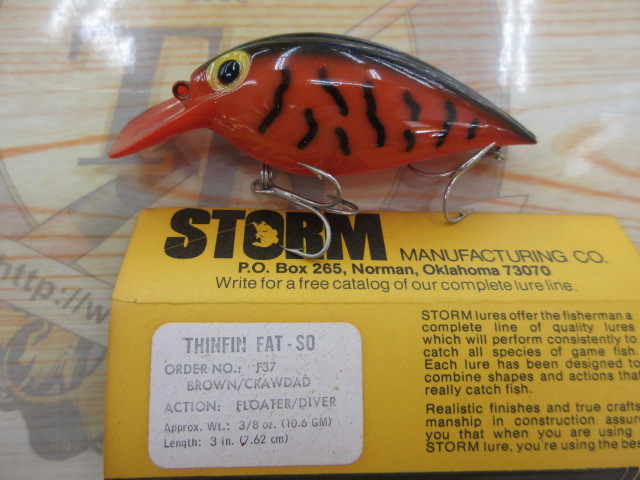 STORM MANUFACTURING CO.
P.O. Box 265, Norman, Oklahoma 73070
Write for a free catalog of our complete lure line.
THINFIN FAT-SO
ORDER NO.: F37
BROWN/CRAWDAD
ACTION: FLOATER/DIVER
Approx. Wt.: 3/8 oz. (10.6 GM)
Length: 3 in. (7.62 cm)
STORM lures offer the fisherman a
complete line of quality lures
which will perform consistently to
catch all species of game fish.
Each lure has been designed to
combine shapes and actions that
really catch fish.
Realistic finishes and true crafts-
manship in construction assure
you that when you are using
STORM lure, you're using the bes
http://w